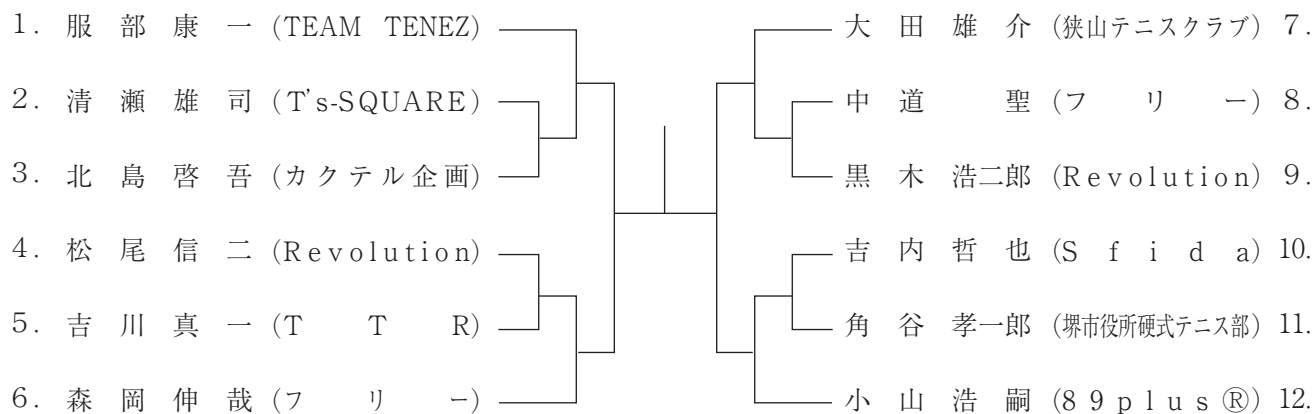 1. 服部康一 (TEAM TENEZ)
2. 清瀬雄司 (T's-SQUARE)
3. 北島啓吾 (カクテル企画)
4. 松尾信二 (Revolution)
5. 吉川真一 (TTR)
6. 森岡伸哉 (フリー)
大田雄介 (狭山テニスクラブ) 7.
中道聖 (フリー) 8.
黒木浩二郎 (Revolution) 9.
吉内哲也 (Sfida) 10.
角谷孝一郎 (堺市役所硬式テニス部) 11.
小山浩嗣 (89plusⓇ) 12.